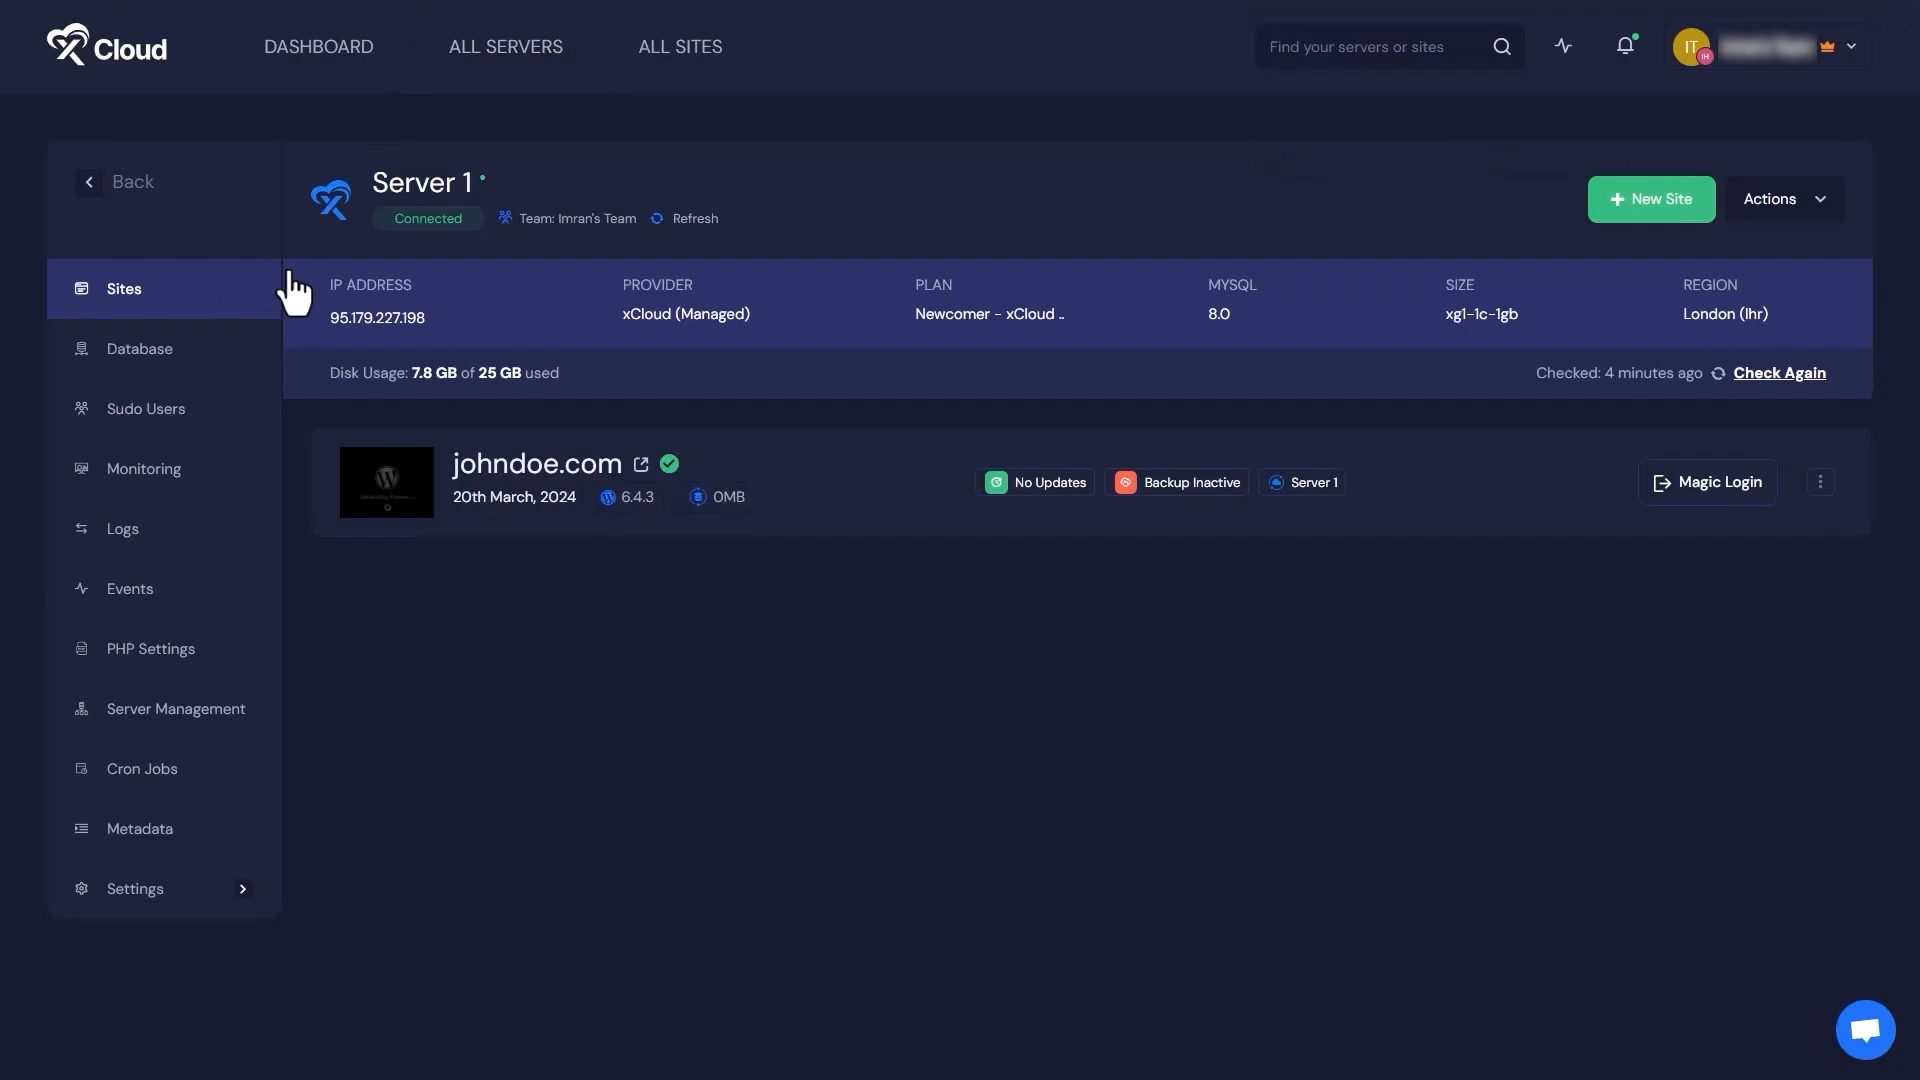 Cloud
DASHBOARD
ALL SERVERS
ALL SITES
Find your servers or sites
IT
IH
Back
Server 1
Connected
Team: Imran's Team
Refresh
New Site
Actions
Sites
Database
Sudo Users
Monitoring
Logs
Events
PHP Settings
Server Management
Cron Jobs
Metadata
Settings
IP ADDRESS
95.179.227.198
PROVIDER
xCloud (Managed)
PLAN
Newcomer - xCloud ..
MYSQL
8.0
SIZE
xg1-1c-1gb
REGION
London (lhr)
Disk Usage: 7.8 GB of 25 GB used
Checked: 4 minutes ago
Check Again
johndoe.com
20th March, 2024
6.4.3
0MB
No Updates
Backup Inactive
Server 1
Magic Login